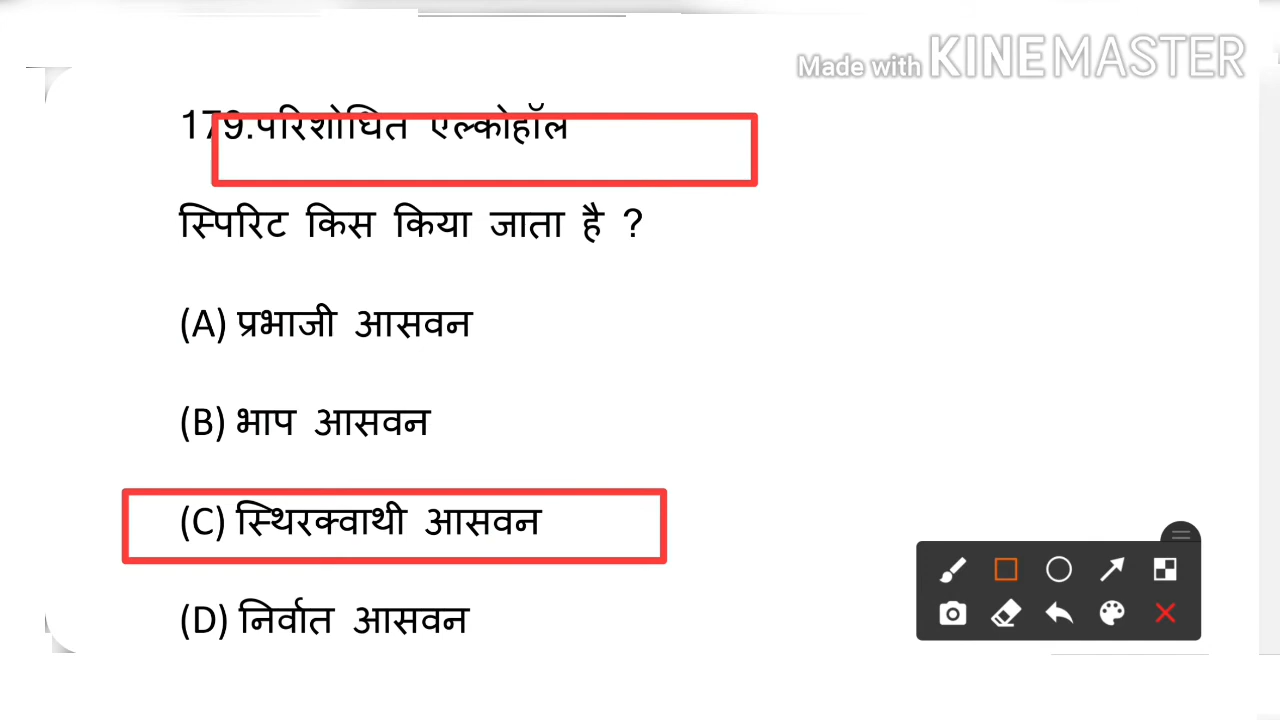 Made with KINEMASTER
179.परिशोधित एल्कोहॉल
स्पिरिट किस किया जाता है ?
(A) प्रभाजी आसवन
(B) भाप आसवन
(C) स्थिरक्वाथी आसवन
(D) निर्वात आसवन